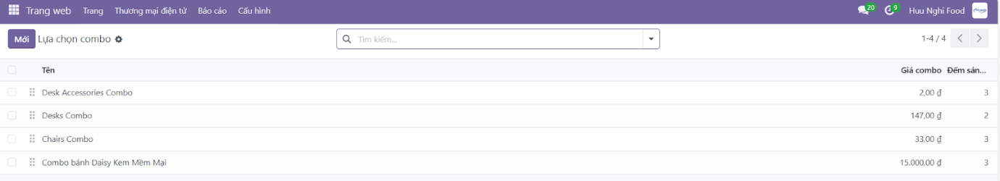 Trang web Trang Thương mại điện tử Báo cáo Cấu hình 20 9 Huu Nghi Food
Mới Lựa chọn combo Tìm kiếm... 1-4 / 4
Tên Giá combo Đếm sản...
Desk Accessories Combo 2,00 ₫ 3
Desks Combo 147,00 ₫ 2
Chairs Combo 33,00 ₫ 3
Combo bánh Daisy Kem Mềm Mại 15.000,00 ₫ 3